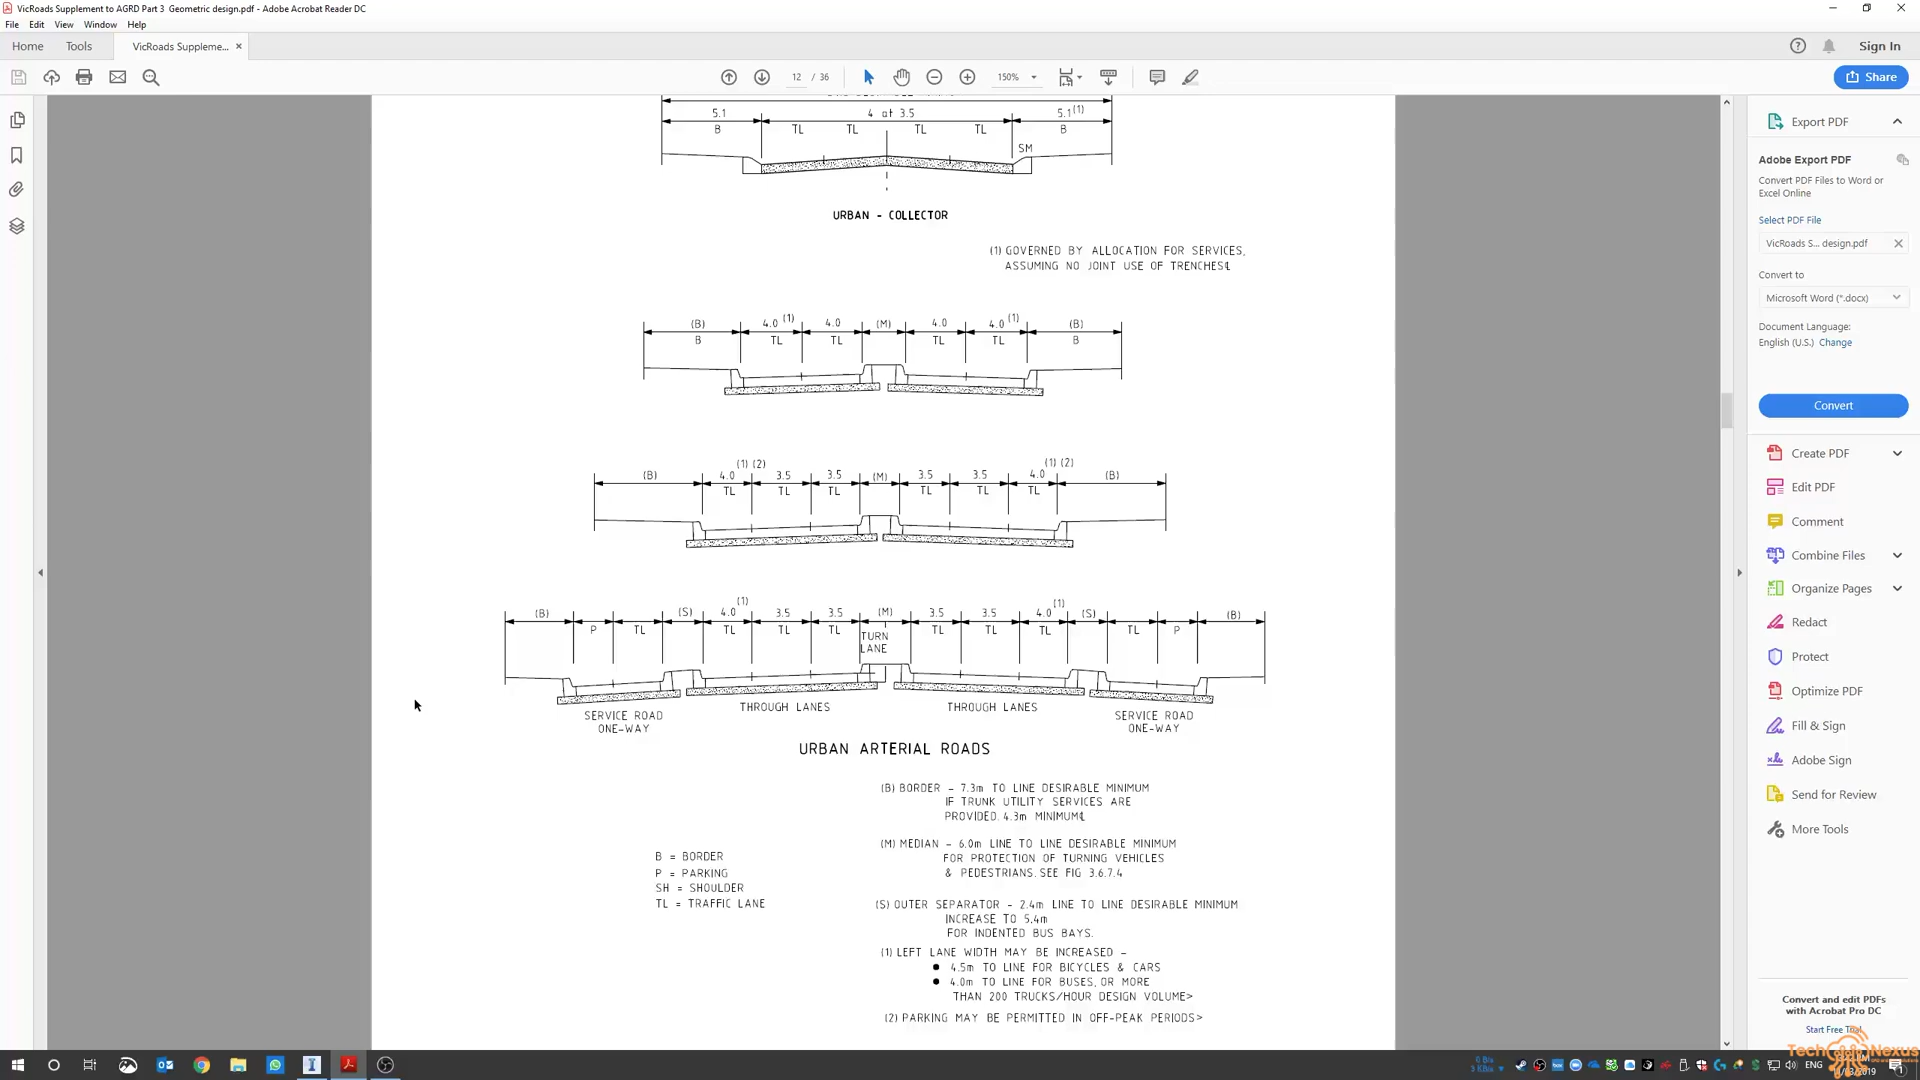 VicRoads Supplement to AGRD Part 3 Geometric design.pdf - Adobe Acrobat Reader DC
File Edit View Window Help
Home Tools VicRoads Suppleme... × Sign In
12 / 36 150% Share
5.1 4 at 3.5 5.1(1)
B TL TL TL TL B
SM
URBAN - COLLECTOR
(1) GOVERNED BY ALLOCATION FOR SERVICES,
ASSUMING NO JOINT USE OF TRENCHES℄
(B) 4.0 (1) 4.0 (M) 4.0 4.0 (1) (B)
B TL TL TL TL B
(1) (2) (1) (2)
(B) 4.0 3.5 3.5 (M) 3.5 3.5 4.0 (B)
TL TL TL TL TL TL
(1) (1)
(B) (S) 4.0 3.5 3.5 (M) 3.5 3.5 4.0 (S) (B)
P TL TL TL TL TL TL TL TL P
TURN
LANE
THROUGH LANES THROUGH LANES
SERVICE ROAD SERVICE ROAD
ONE-WAY ONE-WAY
URBAN ARTERIAL ROADS
(B) BORDER - 7.3m TO LINE DESIRABLE MINIMUM
IF TRUNK UTILITY SERVICES ARE
PROVIDED. 4.3m MINIMUM℄
(M) MEDIAN - 6.0m LINE TO LINE DESIRABLE MINIMUM
FOR PROTECTION OF TURNING VEHICLES
& PEDESTRIANS. SEE FIG 3.6.7.4
B = BORDER
P = PARKING
SH = SHOULDER
TL = TRAFFIC LANE
(S) OUTER SEPARATOR - 2.4m LINE TO LINE DESIRABLE MINIMUM
INCREASE TO 5.4m
FOR INDENTED BUS BAYS.
(1) LEFT LANE WIDTH MAY BE INCREASED -
● 4.5m TO LINE FOR BICYCLES & CARS
● 4.0m TO LINE FOR BUSES, OR MORE
THAN 200 TRUCKS/HOUR DESIGN VOLUME>
(2) PARKING MAY BE PERMITTED IN OFF-PEAK PERIODS>
Export PDF
Adobe Export PDF
Convert PDF Files to Word or
Excel Online
Select PDF File
VicRoads S... design.pdf
Convert to
Microsoft Word (*.docx)
Document Language:
English (U.S.) Change
Convert
Create PDF
Edit PDF
Comment
Combine Files
Organize Pages
Redact
Protect
Optimize PDF
Fill & Sign
Adobe Sign
Send for Review
More Tools
Convert and edit PDFs
with Acrobat Pro DC
Start Free Trial
Tech Nexus
ENG